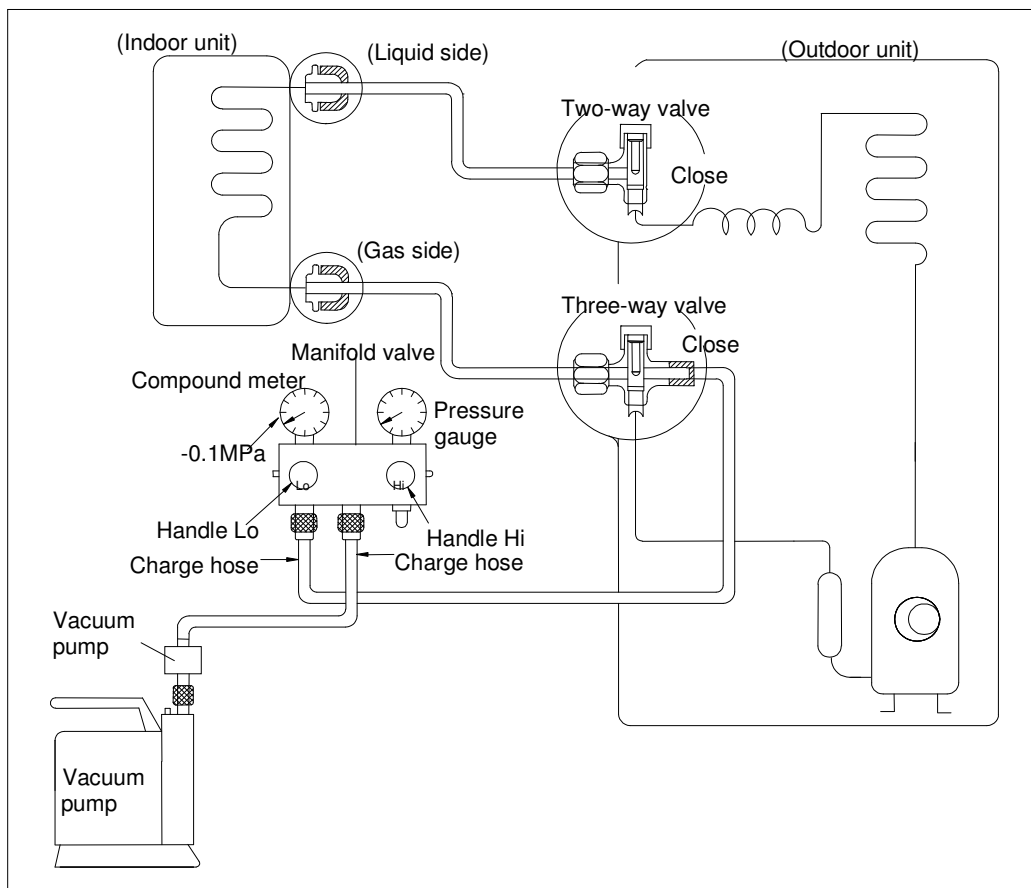 (Indoor unit)
(Liquid side)
(Outdoor unit)
Two-way valve
Close
(Gas side)
Three-way valve
Close
Manifold valve
Compound meter
Pressure
gauge
-0.1MPa
Lo
Hi
Handle Lo
Handle Hi
Charge hose
Charge hose
Vacuum
pump
Vacuum
pump